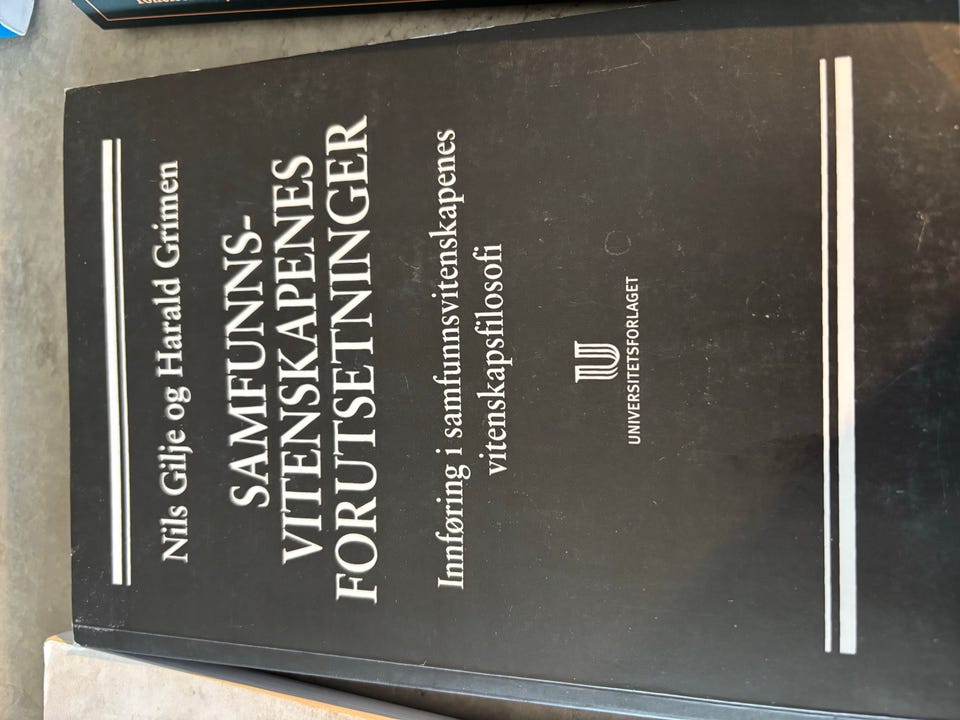 Nils Gilje og Harald Grimen
SAMFUNNS-
VITENSKAPENES
FORUTSETNINGER
Innføring i samfunnsvitenskapenes
vitenskapsfilosofi
UNIVERSITETSFORLAGET